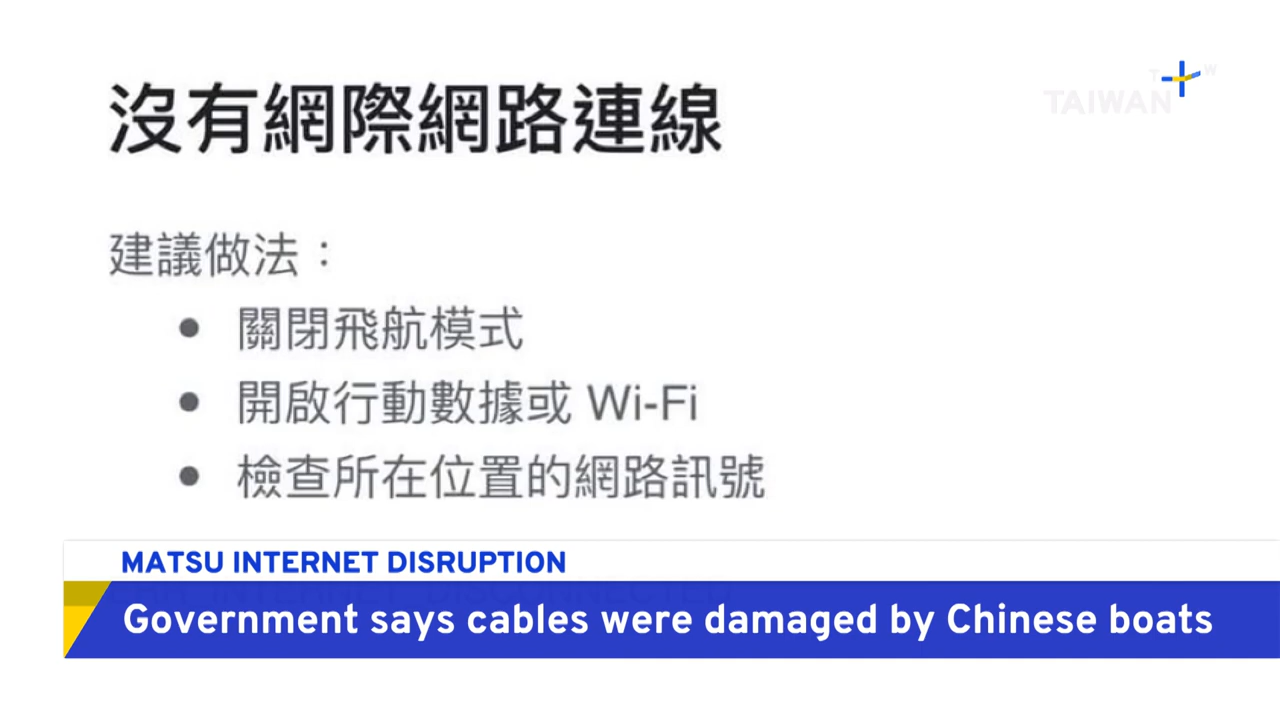 沒有網際網路連線
TAIWAN
建議做法：
關閉飛航模式
開啟行動數據或 Wi-Fi
檢查所在位置的網路訊號
MATSU INTERNET DISRUPTION
ERR_INTERNET_DISCONNECTED
Government says cables were damaged by Chinese boats